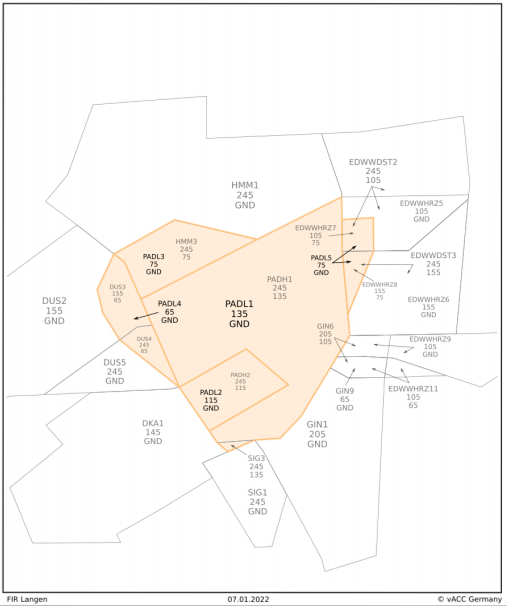 EDWWDST2
245
105
HMM1
245
GND
EDWWHRZ5
105
GND
EDWWHRZ7
105
75
HMM3
245
75
PADL3
75
GND
PADL5
75
GND
EDWWDST3
245
155
PADH1
245
135
DUS3
155
65
EDWWHRZ8
155
75
DUS2
155
GND
PADL4
65
GND
PADL1
135
GND
EDWWHRZ6
155
GND
GIN6
205
105
DUS4
245
65
EDWWHRZ9
105
GND
DUS5
245
GND
PADH2
245
115
PADL2
115
GND
GIN9
65
GND
EDWWHRZ11
105
65
DKA1
145
GND
GIN1
205
GND
SIG3
245
135
SIG1
245
GND
FIR Langen
07.01.2022
© vACC Germany